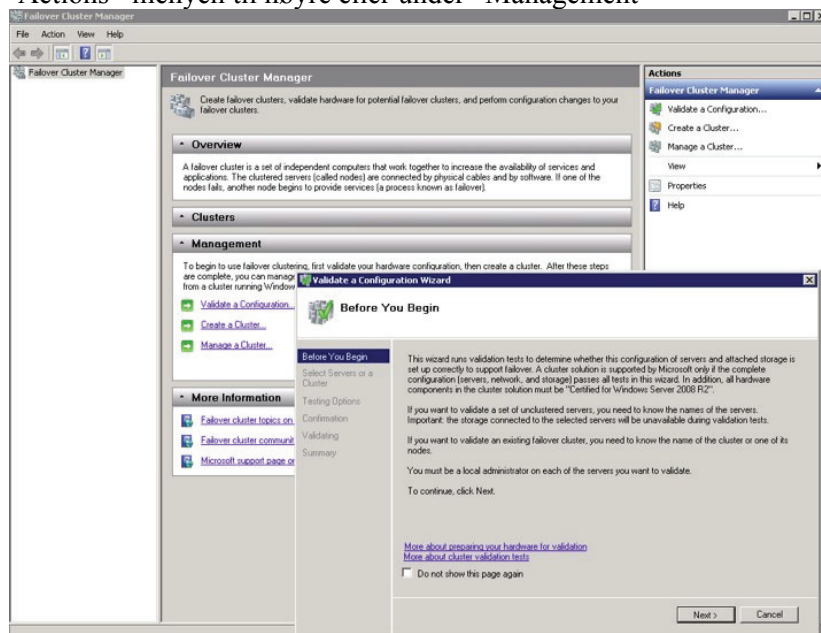 "Actions" menyen til høyre eller under "Management"
Failover Cluster Manager
File Action View Help
Failover Cluster Manager
Failover Cluster Manager
Create failover clusters, validate hardware for potential failover clusters, and perform configuration changes to your
failover clusters.
Overview
A failover cluster is a set of independent computers that work together to increase the availability of services and
applications. The clustered servers (called nodes) are connected by physical cables and by software. If one of the
nodes fails, another node begins to provide services (a process known as failover).
Clusters
Management
To begin to use failover clustering, first validate your hardware configuration, then create a cluster. After these steps
are complete, you can manag
from a cluster running Window
Validate a Configuration...
Create a Cluster...
Manage a Cluster...
More Information
Failover cluster topics on
Failover cluster communit
Microsoft support page or
Actions
Failover Cluster Manager
Validate a Configuration...
Create a Cluster...
Manage a Cluster...
View
Properties
Help
Validate a Configuration Wizard
Before You Begin
Before You Begin
Select Servers or a
Cluster
Testing Options
Confirmation
Validating
Summary
This wizard runs validation tests to determine whether this configuration of servers and attached storage is
set up correctly to support failover. A cluster solution is supported by Microsoft only if the complete
configuration (servers, network, and storage) passes all tests in this wizard. In addition, all hardware
components in the cluster solution must be "Certified for Windows Server 2008 R2".
If you want to validate a set of unclustered servers, you need to know the names of the servers.
Important: the storage connected to the selected servers will be unavailable during validation tests.
If you want to validate an existing failover cluster, you need to know the name of the cluster or one of its
nodes.
You must be a local administrator on each of the servers you want to validate.
To continue, click Next.
More about preparing your hardware for validation
More about cluster validation tests
Do not show this page again
Next >
Cancel